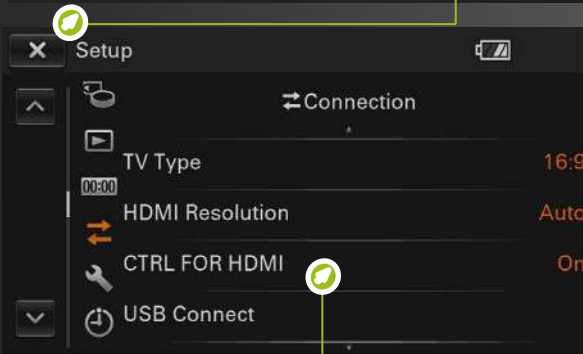 Setup
Connection
TV Type 16:9
00:00
HDMI Resolution Auto
CTRL FOR HDMI On
USB Connect